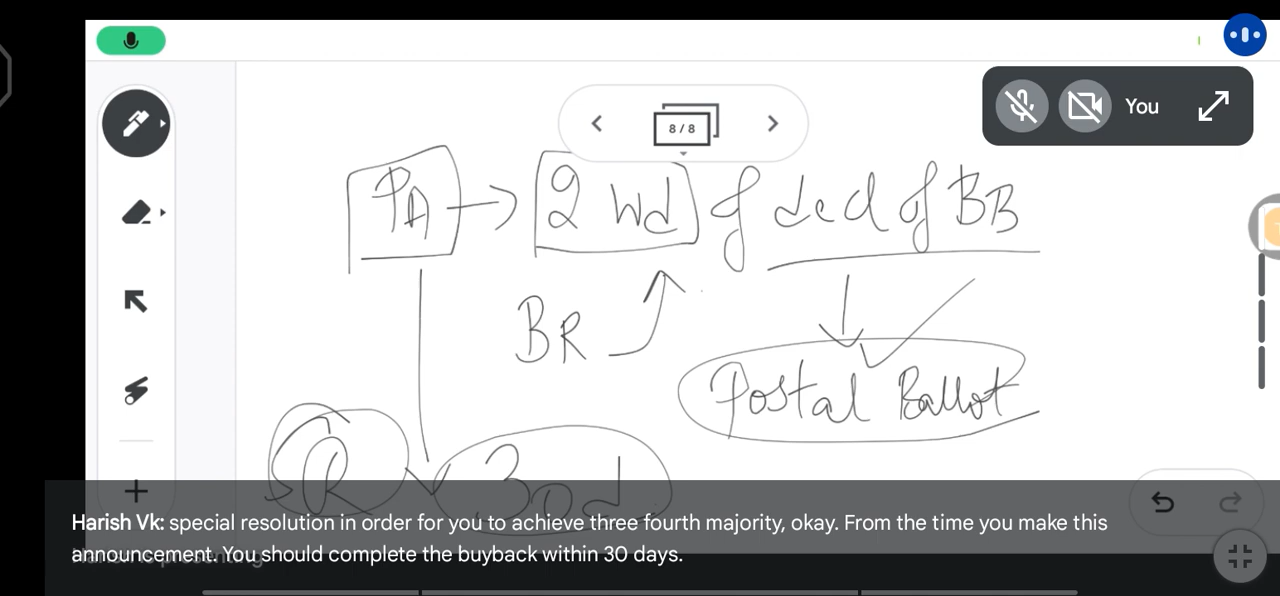 You
8 / 8
PA → 2 Wd of decl of BB
BR
Postal Ballot
SR 30d
Harish Vk: special resolution in order for you to achieve three fourth majority, okay. From the time you make this
announcement. You should complete the buyback within 30 days.